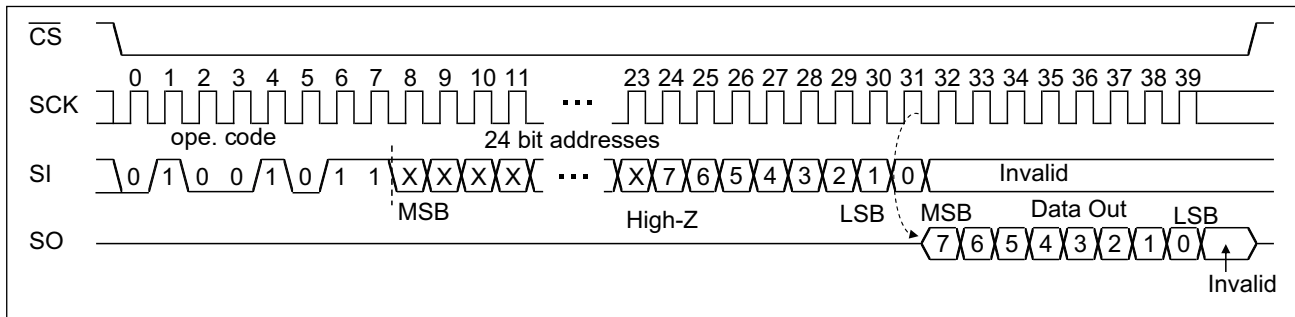 CS
0 1 2 3 4 5 6 7 8 9 10 11 23 24 25 26 27 28 29 30 31 32 33 34 35 36 37 38 39
SCK ...
ope. code 24 bit addresses
SI 0 1 0 0 1 0 1 1 X X X X ... X 7 6 5 4 3 2 1 0 Invalid
MSB High-Z LSB MSB Data Out LSB
SO 7 6 5 4 3 2 1 0
Invalid